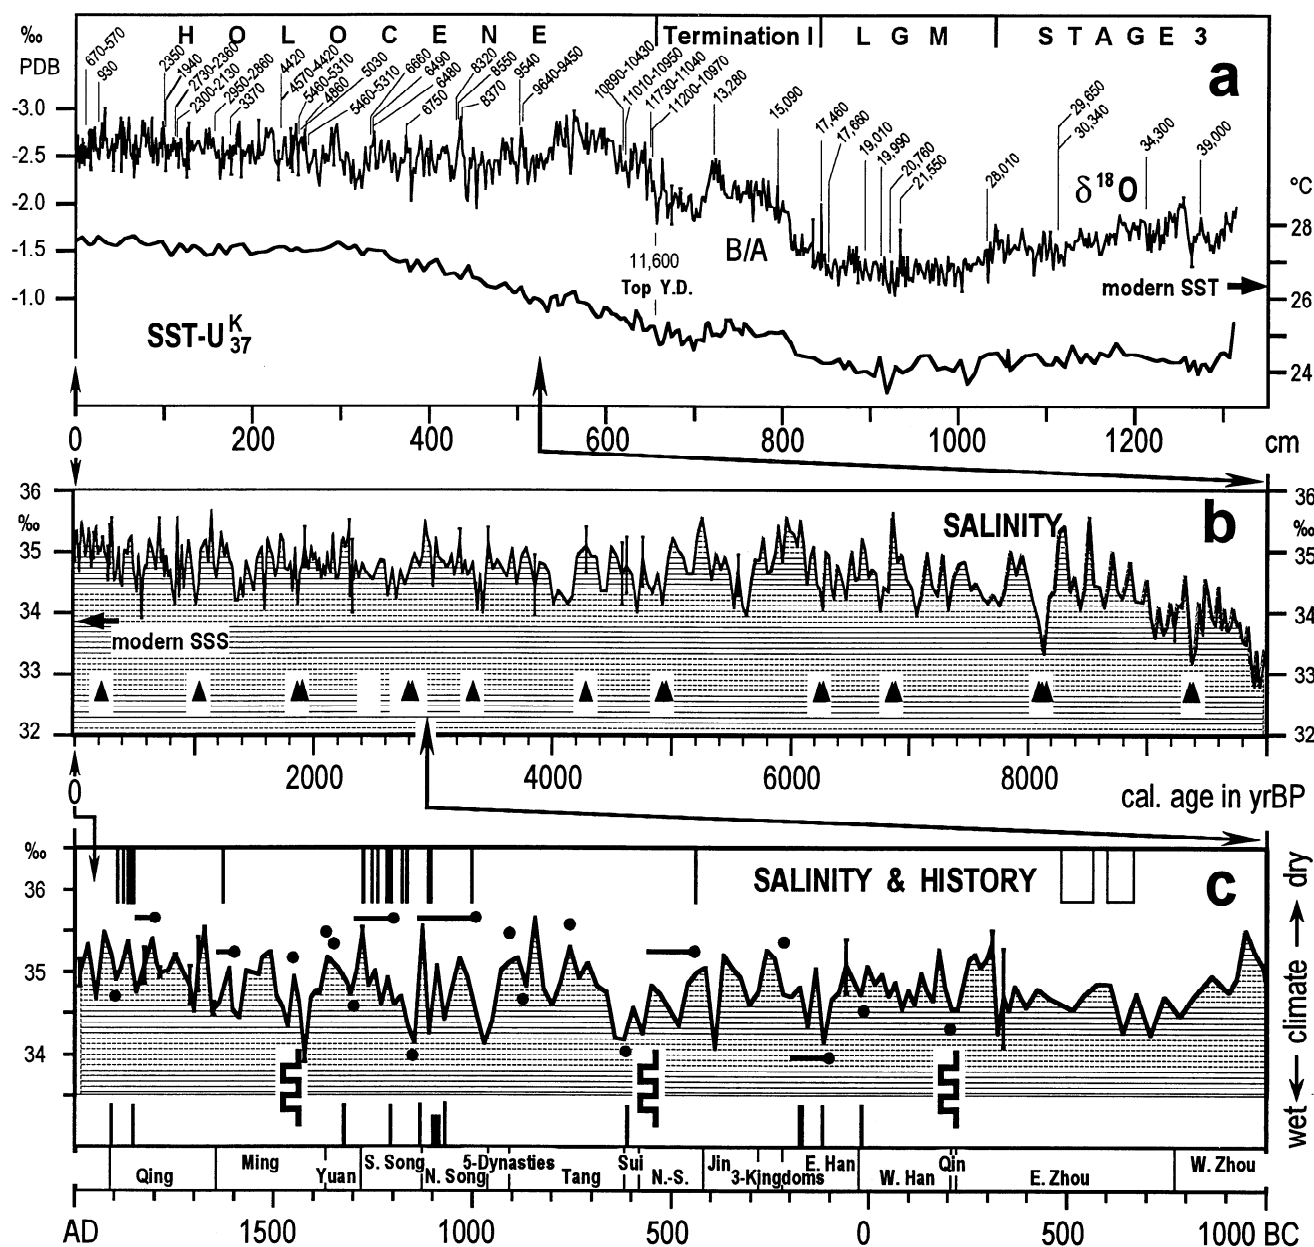 ‰
PDB
H O L O C E N E
Termination I
L G M
S T A G E 3
a
670-570
930
2350
1940
2730-2360
2300-2130
2950-2860
3370
4420
4570-4420
5460-5310
4860
5030
5460-5310
6660
6490
6480
6750
8320
8550
8370
9540
9640-9450
10890-10430
11010-10950
11730-11040
11200-10970
13,280
15,090
17,460
17,660
19,010
19,990
20,760
21,550
28,010
29,650
30,340
34,300
39,000
-3.0
-2.5
-2.0
-1.5
-1.0
δ18O
°C
28
26
24
B/A
11,600
Top Y.D.
modern SST
SST-UK37
0 200 400 600 800 1000 1200 cm
36
‰
35
34
33
32
SALINITY
b
36
‰
35
34
33
32
modern SSS
0 2000 4000 6000 8000
cal. age in yrBP
‰
36
35
34
SALINITY & HISTORY
c
wet climate dry
Qing
Ming
Yuan
S. Song
N. Song
5-Dynasties
Tang
Sui
N.-S.
Jin
3-Kingdoms
E. Han
W. Han
Qin
E. Zhou
W. Zhou
AD 1500 1000 500 0 500 1000 BC